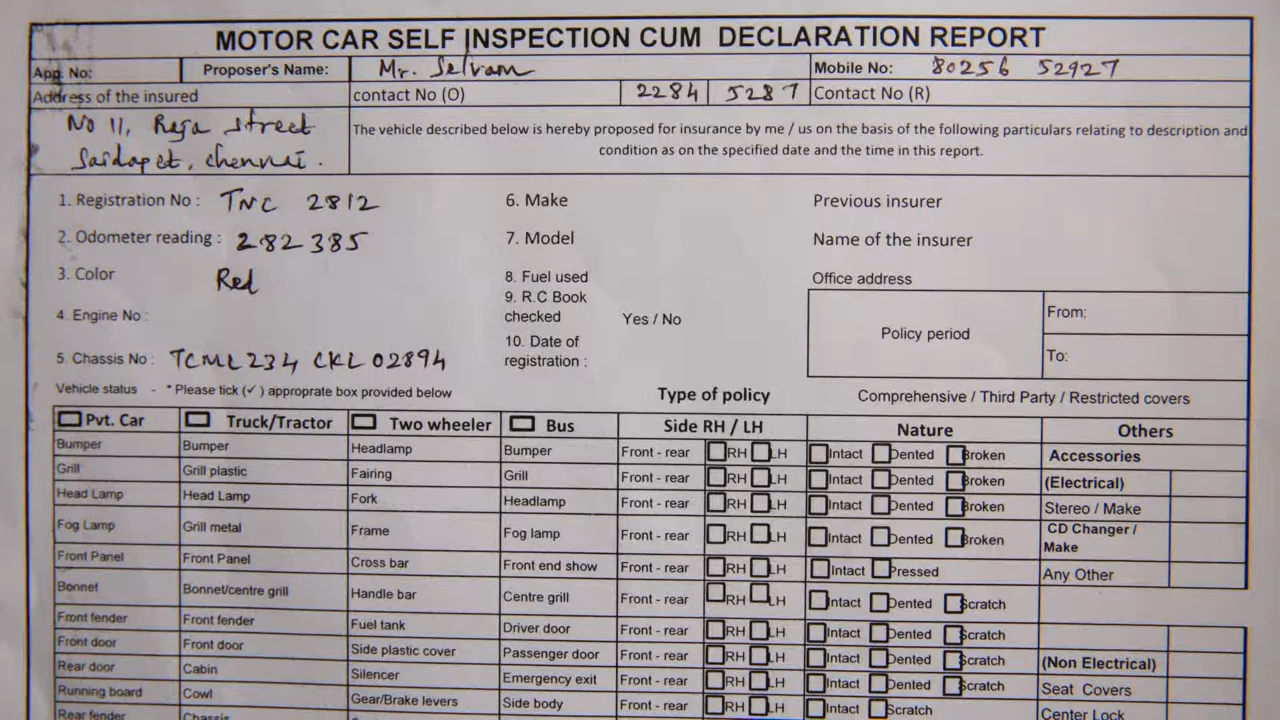 MOTOR CAR SELF INSPECTION CUM DECLARATION REPORT
App. No: Proposer's Name: Mr. Selvam Mobile No: 80256 52927
Address of the insured contact No (O) 2284 5287 Contact No (R)
No 11, Raja Street
Saidapet, Chennai.
The vehicle described below is hereby proposed for insurance by me / us on the basis of the following particulars relating to description and
condition as on the specified date and the time in this report.
1. Registration No : TNC 2812 6. Make Previous insurer
2. Odometer reading : 282385 7. Model Name of the insurer
3. Color Red 8. Fuel used Office address
9. R.C Book
checked Yes / No
4. Engine No :
Policy period From:
To:
10. Date of
registration :
5. Chassis No : TCML234 CKL 02894
Vehicle status - * Please tick (✓) approprate box provided below Type of policy Comprehensive / Third Party / Restricted covers
Pvt. Car Truck/Tractor Two wheeler Bus Side RH / LH Nature Others
Bumper Bumper Headlamp Bumper Front - rear RH LH Intact Dented Broken Accessories
Grill Grill plastic Fairing Grill Front - rear RH LH Intact Dented Broken (Electrical)
Head Lamp Head Lamp Fork Headlamp Front - rear RH LH Intact Dented Broken Stereo / Make
Fog Lamp Grill metal Frame Fog lamp Front - rear RH LH Intact Dented Broken CD Changer /
Make
Front Panel Front Panel Cross bar Front end show Front - rear RH LH Intact Pressed Any Other
Bonnet Bonnet/centre grill Handle bar Centre grill Front - rear RH LH Intact Dented Scratch
Front fender Front fender Fuel tank Driver door Front - rear RH LH Intact Dented Scratch
Front door Front door Side plastic cover Passenger door Front - rear RH LH Intact Dented Scratch (Non Electrical)
Rear door Cabin Silencer Emergency exit Front - rear RH LH Intact Dented Scratch Seat Covers
Running board Cowl Gear/Brake levers Side body Front - rear RH LH Intact Scratch Center Lock
Rear fender Chassis